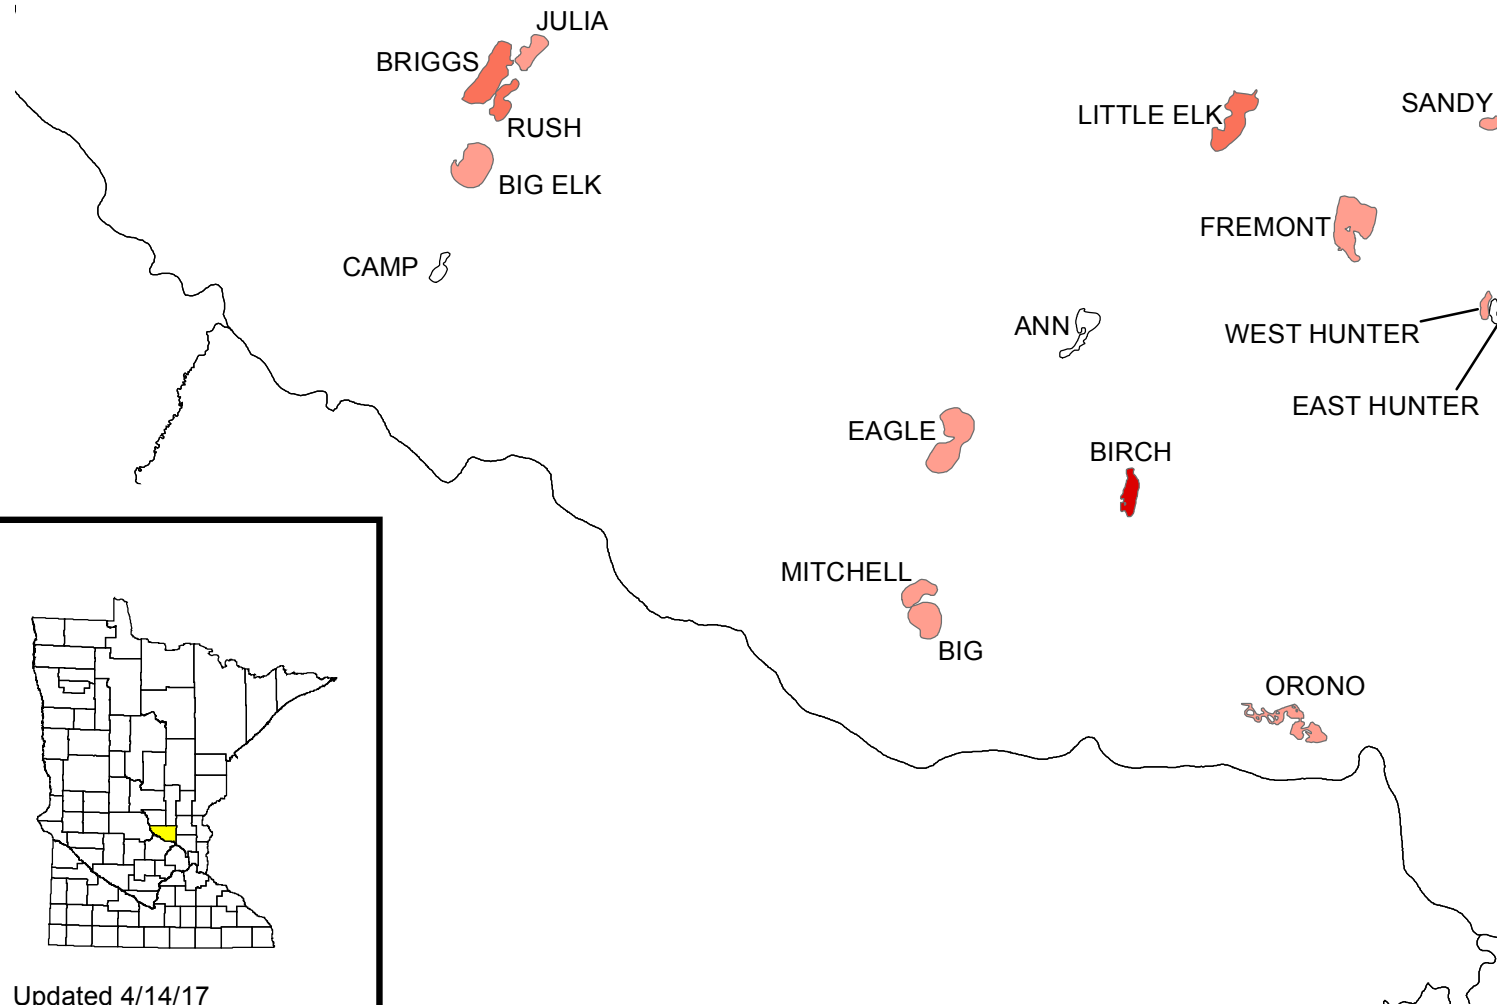 JULIA
BRIGGS
RUSH
BIG ELK
LITTLE ELK
SANDY
FREMONT
CAMP
ANN
WEST HUNTER
EAST HUNTER
EAGLE
BIRCH
MITCHELL
BIG
ORONO
Updated 4/14/17